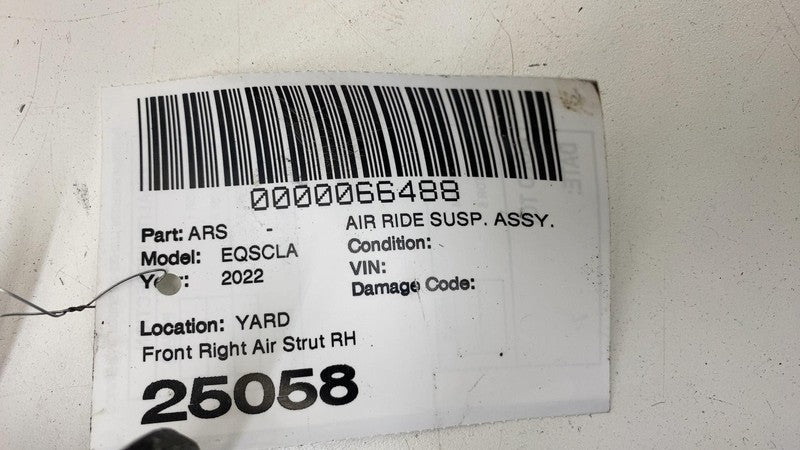 0000066488
Part: ARS - AIR RIDE SUSP. ASSY.
Model: EQSCLA Condition:
Year: 2022 VIN:
Damage Code:
Location: YARD
Front Right Air Strut RH
25058